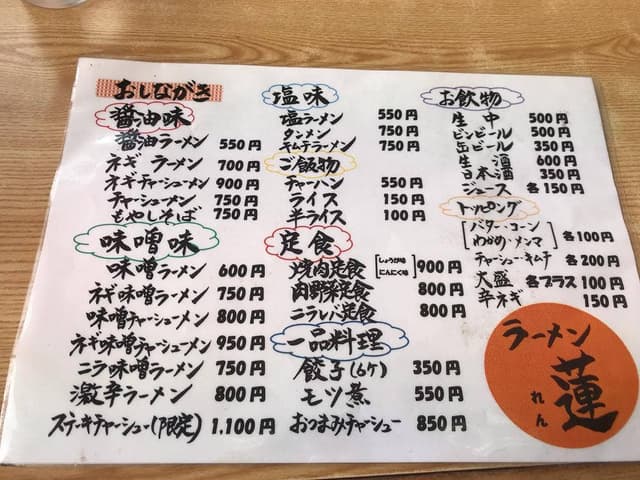 おしながき
醤油味
醤油ラーメン 550円
ネギラーメン 700円
ネギチャーシューメン 900円
チャーシューメン 750円
もやしそば 750円
味噌味
味噌ラーメン 600円
ネギ味噌ラーメン 750円
味噌チャーシューメン 800円
ネギ味噌チャーシューメン 950円
ニラ味噌ラーメン 750円
激辛ラーメン 800円
ステーキチャーシュー(限定) 1,100円
塩味
塩ラーメン 550円
タンメン 750円
キムチラーメン 750円
ご飯物
チャーハン 550円
ライス 150円
半ライス 100円
定食
焼肉定食 [しょうが味 にんにく味] 900円
肉野菜定食 800円
ニラレバ定食 800円
一品料理
餃子(6ケ) 350円
モツ煮 550円
おつまみチャーシュー 850円
お飲物
生中 500円
ビンビール 500円
缶ビール 350円
生酒 600円
日本酒 350円
ジュース 各150円
トッピング
[バター・コーン
わかめ・メンマ] 各100円
チャーシュー・キムチ 各200円
大盛 各プラス100円
辛ネギ 150円
ラーメン
蓮
れん